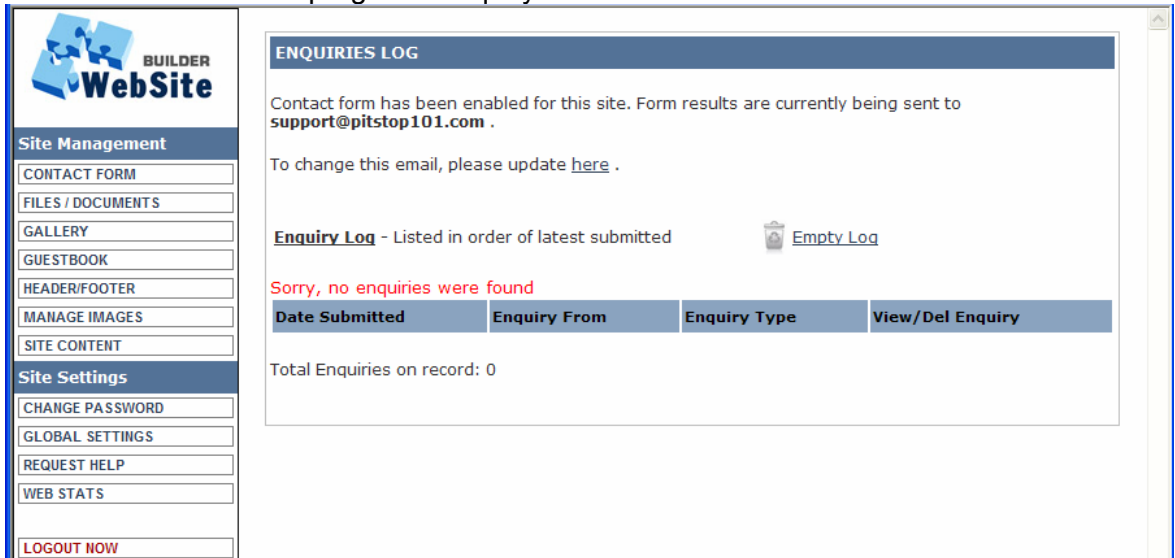 BUILDER
WebSite
Site Management
CONTACT FORM
FILES / DOCUMENTS
GALLERY
GUESTBOOK
HEADER/FOOTER
MANAGE IMAGES
SITE CONTENT
Site Settings
CHANGE PASSWORD
GLOBAL SETTINGS
REQUEST HELP
WEB STATS
LOGOUT NOW
ENQUIRIES LOG
Contact form has been enabled for this site. Form results are currently being sent to
support@pitstop101.com .
To change this email, please update here .
Enquiry Log - Listed in order of latest submitted Empty Log
Sorry, no enquiries were found
Date Submitted Enquiry From Enquiry Type View/Del Enquiry
Total Enquiries on record: 0